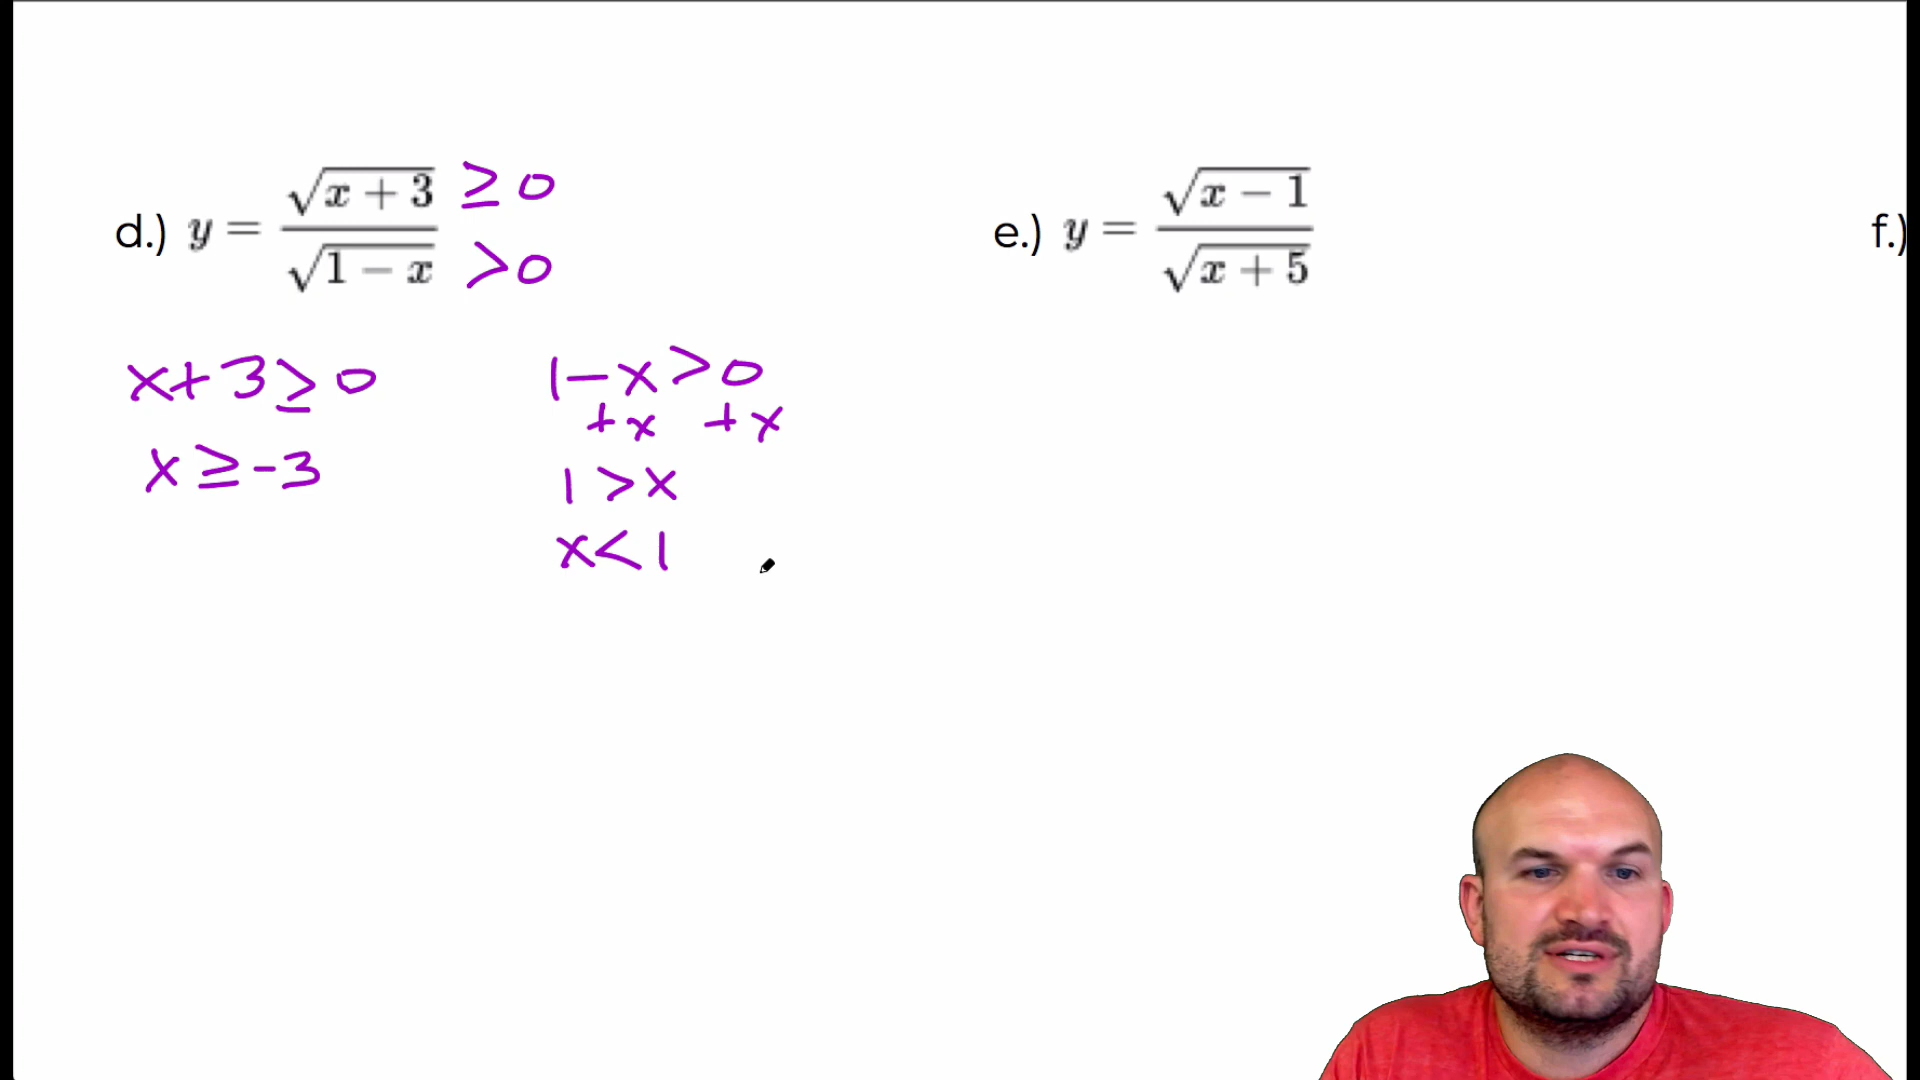 d.) y = √(x + 3) / √(1 − x) ≥ 0 > 0
x + 3 ≥ 0
x ≥ -3
1 - x > 0
+x +x
1 > x
x < 1
e.) y = √(x − 1) / √(x + 5)
f.)